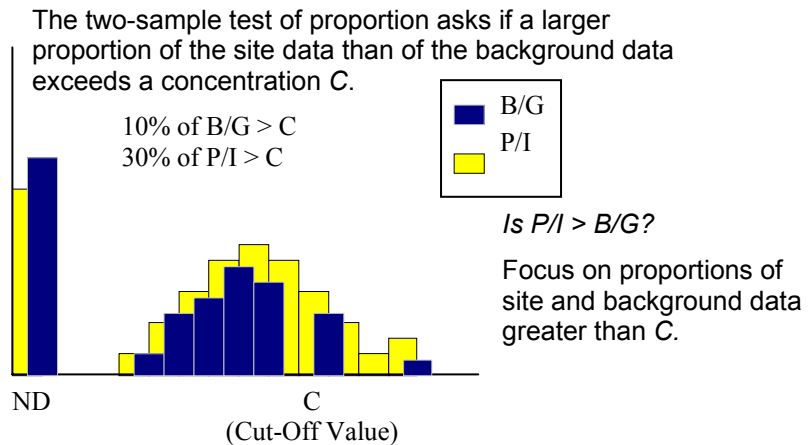 The two-sample test of proportion asks if a larger
proportion of the site data than of the background data
exceeds a concentration C.
10% of B/G > C
30% of P/I > C
B/G
P/I
Is P/I > B/G?
Focus on proportions of
site and background data
greater than C.
ND
C
(Cut-Off Value)